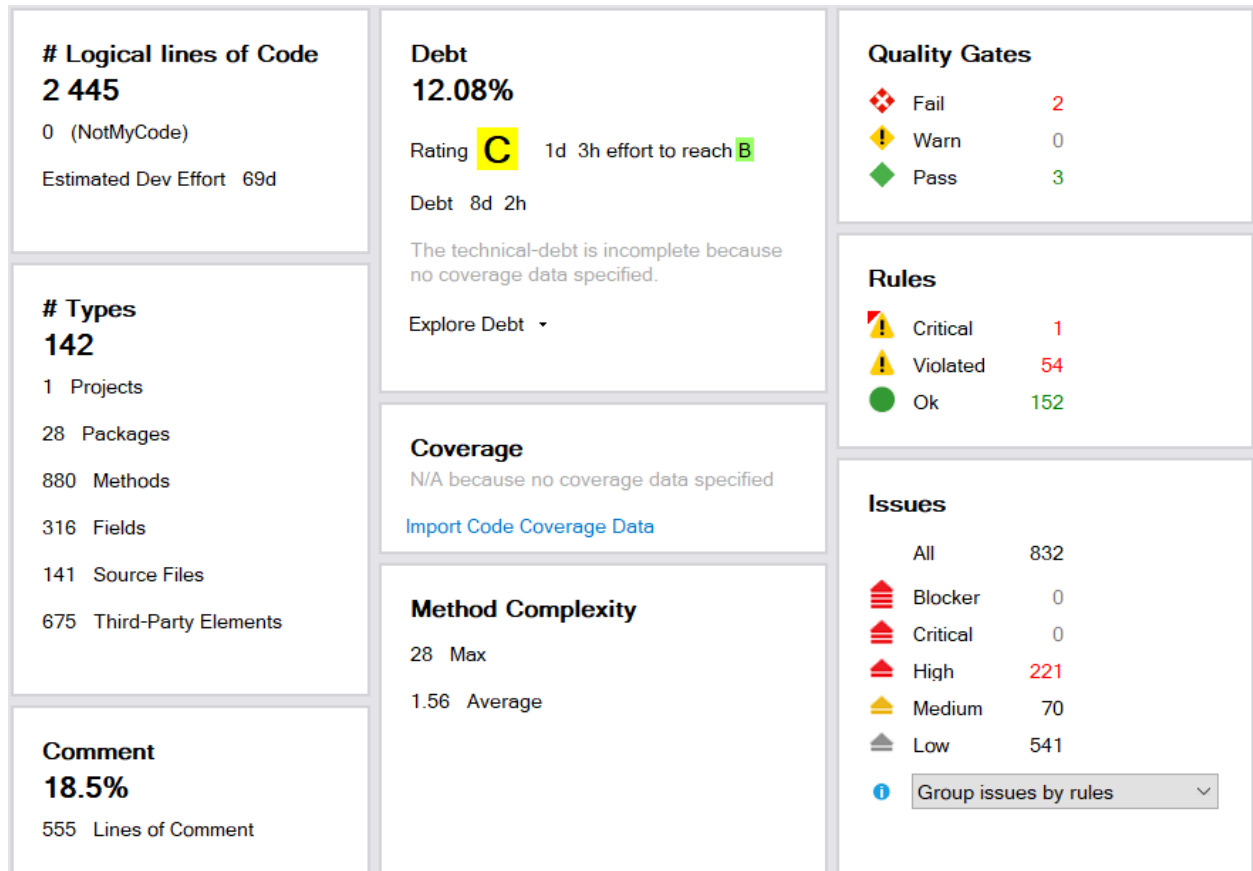 # Logical lines of Code
2 445
0 (NotMyCode)
Estimated Dev Effort 69d
# Types
142
1 Projects
28 Packages
880 Methods
316 Fields
141 Source Files
675 Third-Party Elements
Comment
18.5%
555 Lines of Comment
Debt
12.08%
Rating C 1d 3h effort to reach B
Debt 8d 2h
The technical-debt is incomplete because
no coverage data specified.
Explore Debt
Coverage
N/A because no coverage data specified
Import Code Coverage Data
Method Complexity
28 Max
1.56 Average
Quality Gates
Fail 2
Warn 0
Pass 3
Rules
Critical 1
Violated 54
Ok 152
Issues
All 832
Blocker 0
Critical 0
High 221
Medium 70
Low 541
Group issues by rules